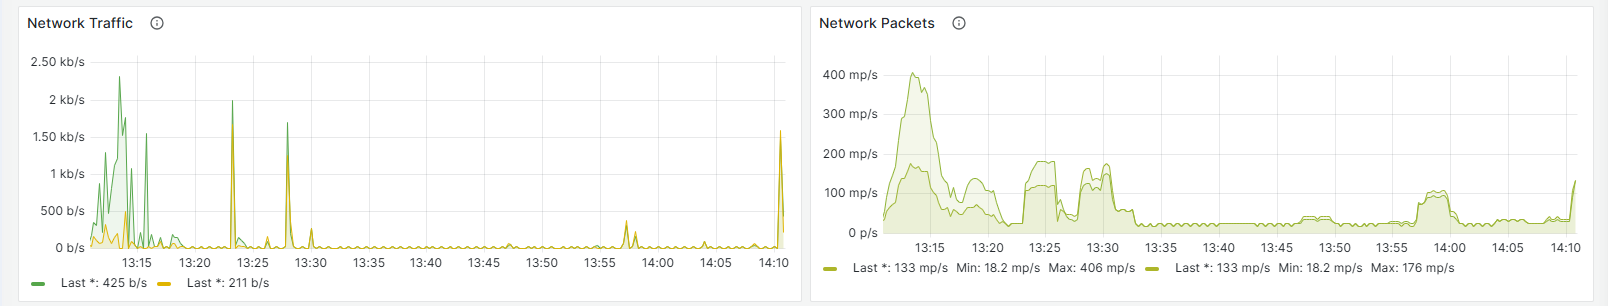 Network Traffic
2.50 kb/s
2 kb/s
1.50 kb/s
1 kb/s
500 b/s
0 b/s
13:15 13:20 13:25 13:30 13:35 13:40 13:45 13:50 13:55 14:00 14:05 14:10
Last *: 425 b/s Last *: 211 b/s
Network Packets
400 mp/s
300 mp/s
200 mp/s
100 mp/s
0 p/s
13:15 13:20 13:25 13:30 13:35 13:40 13:45 13:50 13:55 14:00 14:05 14:10
Last *: 133 mp/s Min: 18.2 mp/s Max: 406 mp/s Last *: 133 mp/s Min: 18.2 mp/s Max: 176 mp/s